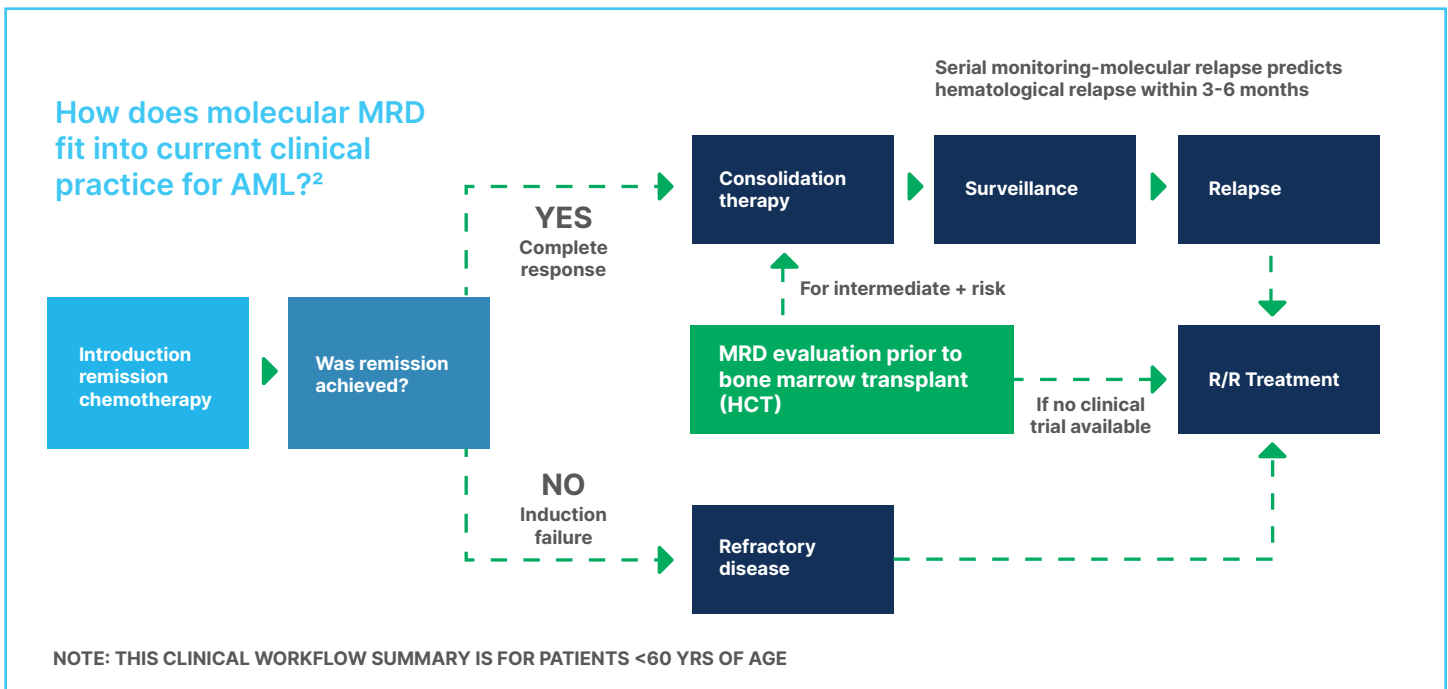 How does molecular MRD
fit into current clinical
practice for AML?²
Serial monitoring-molecular relapse predicts
hematological relapse within 3-6 months
Introduction
remission
chemotherapy
Was remission
achieved?
YES
Complete
response
Consolidation
therapy
Surveillance
Relapse
For intermediate + risk
MRD evaluation prior to
bone marrow transplant
(HCT)
If no clinical
trial available
R/R Treatment
NO
Induction
failure
Refractory
disease
NOTE: THIS CLINICAL WORKFLOW SUMMARY IS FOR PATIENTS <60 YRS OF AGE